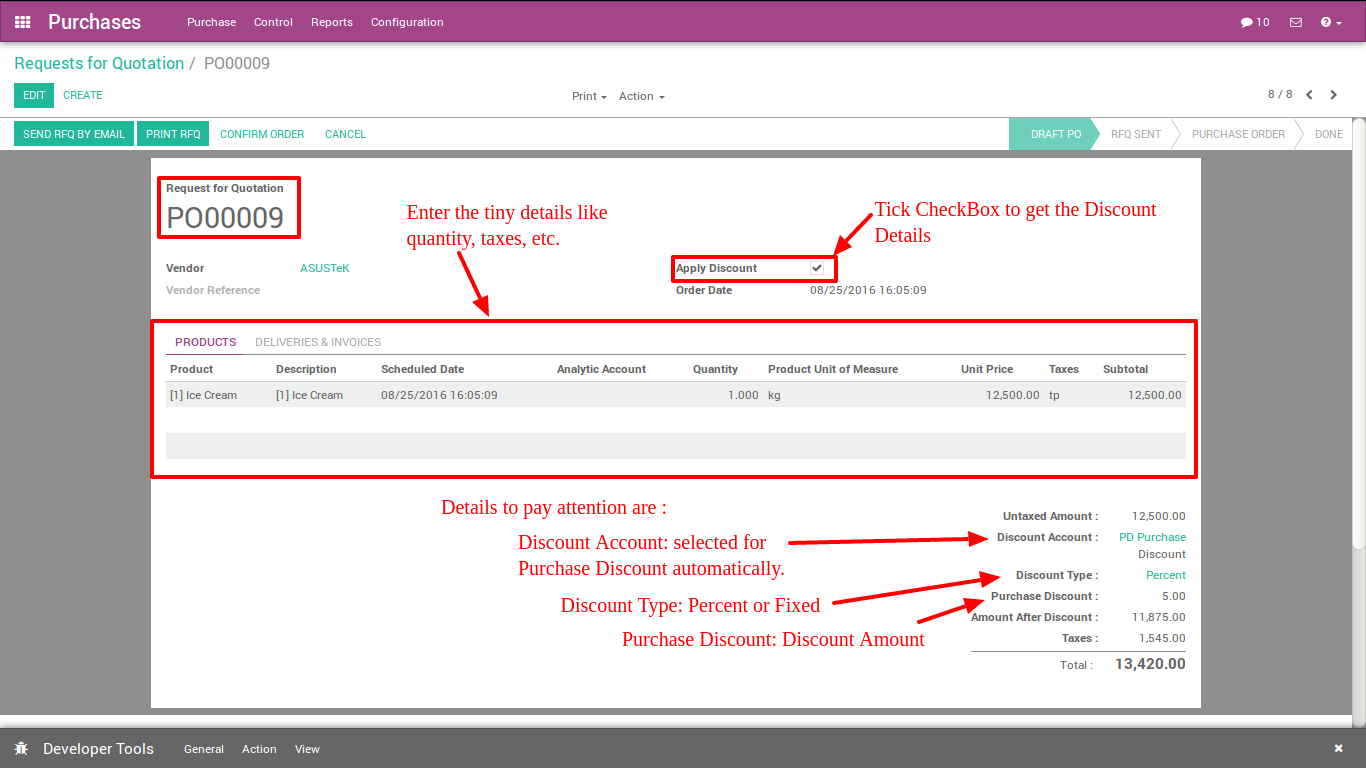 Purchases Purchase Control Reports Configuration 10
Requests for Quotation / PO00009
EDIT CREATE Print Action 8 / 8
SEND RFQ BY EMAIL PRINT RFQ CONFIRM ORDER CANCEL DRAFT PO RFQ SENT PURCHASE ORDER DONE
Request for Quotation
PO00009
Enter the tiny details like
quantity, taxes, etc.
Tick CheckBox to get the Discount
Details
Vendor ASUSTeK Apply Discount
Vendor Reference Order Date 08/25/2016 16:05:09
PRODUCTS DELIVERIES & INVOICES
Product Description Scheduled Date Analytic Account Quantity Product Unit of Measure Unit Price Taxes Subtotal
[1] Ice Cream [1] Ice Cream 08/25/2016 16:05:09 1.000 kg 12,500.00 tp 12,500.00
Details to pay attention are :
Discount Account: selected for
Purchase Discount automatically.
Discount Type: Percent or Fixed
Purchase Discount: Discount Amount
Untaxed Amount : 12,500.00
Discount Account : PD Purchase
Discount
Discount Type : Percent
Purchase Discount : 5.00
Amount After Discount : 11,875.00
Taxes : 1,545.00
Total : 13,420.00
Developer Tools General Action View